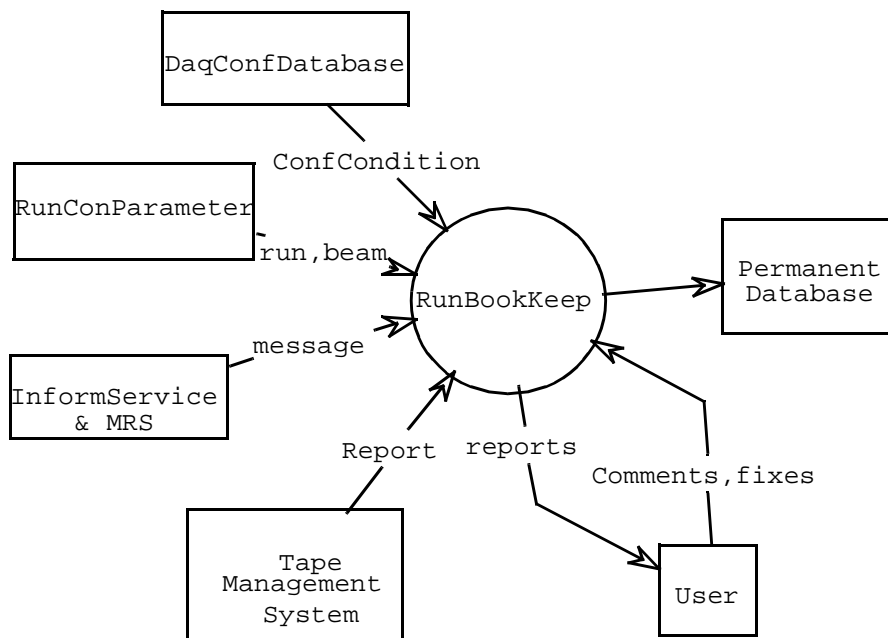 DaqConfDatabase
ConfCondition
RunConParameter
run,beam
RunBookKeep
Permanent
Database
message
InformService
& MRS
Report
reports
Comments,fixes
Tape
Management
System
User